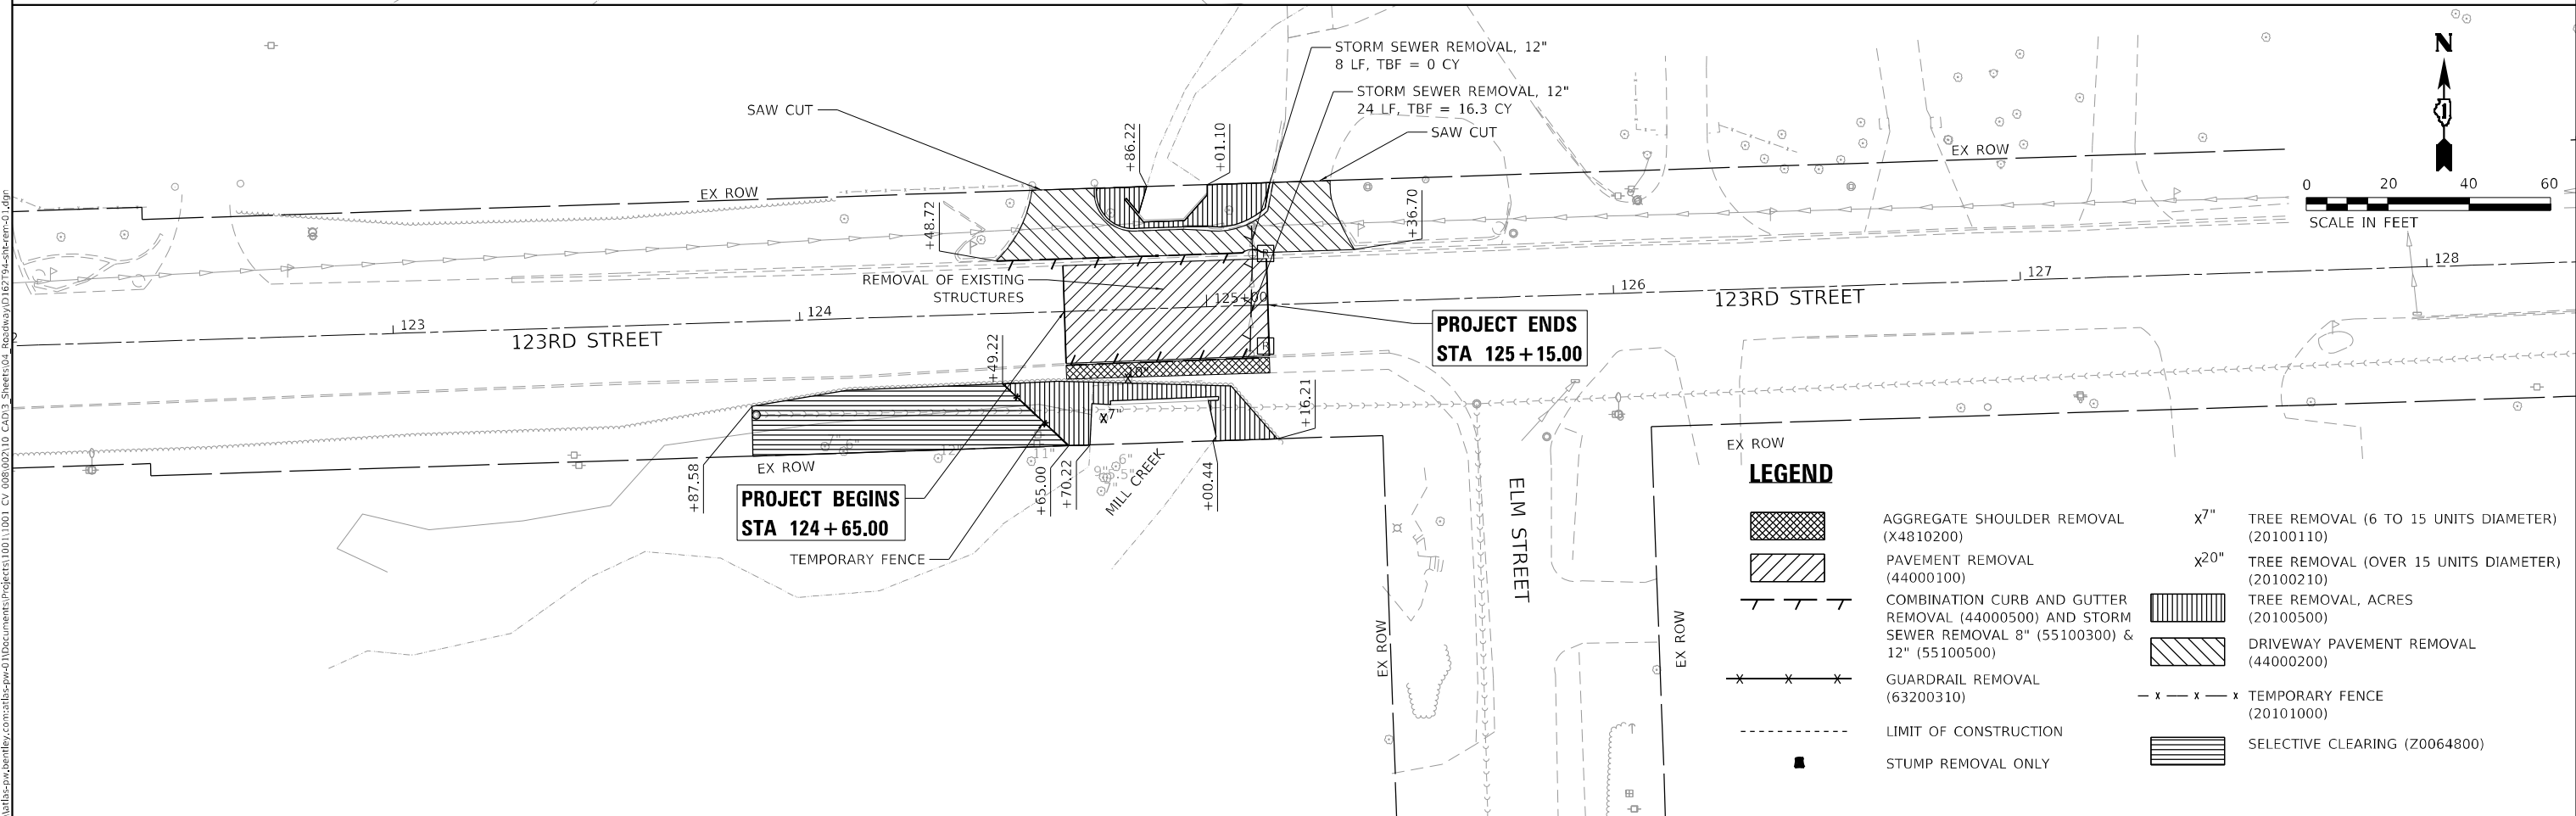 STORM SEWER REMOVAL, 12"
8 LF, TBF = 0 CY
STORM SEWER REMOVAL, 12"
24 LF, TBF = 16.3 CY
SAW CUT
SAW CUT
N
1
0 20 40 60
SCALE IN FEET
+86.22
+01.10
EX ROW
EX ROW
+48.72
+36.70
REMOVAL OF EXISTING
STRUCTURES
125+00
123
124
126
127
128
123RD STREET
123RD STREET
R
R
PROJECT ENDS
STA 125+15.00
+49.22
10"
7"
+16.21
+87.58
EX ROW
7" 6"
12"
11"
+65.00
+70.22
6"
9"
MILL CREEK
+00.44
PROJECT BEGINS
STA 124+65.00
TEMPORARY FENCE
ELM STREET
EX ROW
EX ROW
EX ROW
LEGEND
AGGREGATE SHOULDER REMOVAL
(X4810200)
PAVEMENT REMOVAL
(44000100)
COMBINATION CURB AND GUTTER
REMOVAL (44000500) AND STORM
SEWER REMOVAL 8" (55100300) &
12" (55100500)
GUARDRAIL REMOVAL
(63200310)
LIMIT OF CONSTRUCTION
STUMP REMOVAL ONLY
X7" TREE REMOVAL (6 TO 15 UNITS DIAMETER)
(20100110)
X20" TREE REMOVAL (OVER 15 UNITS DIAMETER)
(20100210)
TREE REMOVAL, ACRES
(20100500)
DRIVEWAY PAVEMENT REMOVAL
(44000200)
TEMPORARY FENCE
(20101000)
SELECTIVE CLEARING (Z0064800)